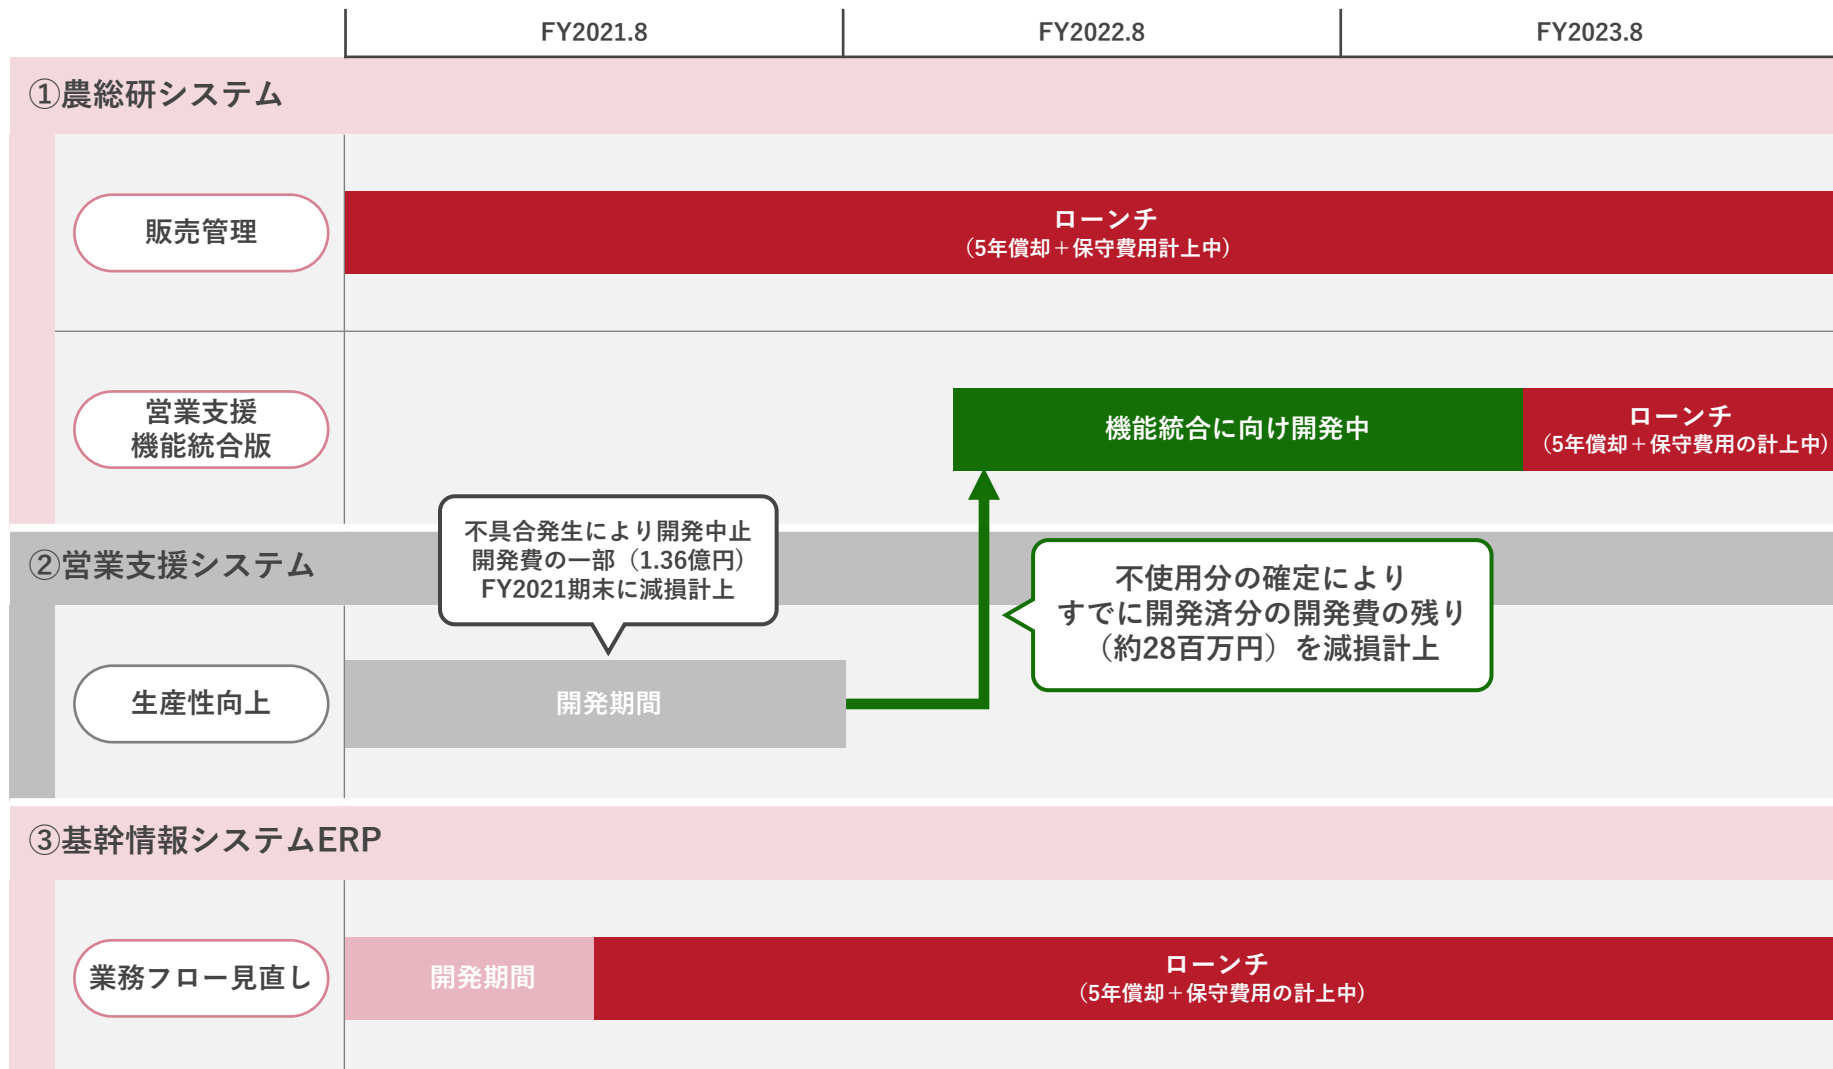 FY2021.8
FY2022.8
FY2023.8
①農総研システム
販売管理
ローンチ
（5年償却＋保守費用計上中）
営業支援
機能統合版
機能統合に向け開発中
ローンチ
（5年償却＋保守費用の計上中）
不具合発生により開発中止
開発費の一部（1.36億円）
FY2021期末に減損計上
②営業支援システム
不使用分の確定により
すでに開発済分の開発費の残り
（約28百万円）を減損計上
生産性向上
開発期間
③基幹情報システムERP
業務フロー見直し
開発期間
ローンチ
（5年償却＋保守費用の計上中）